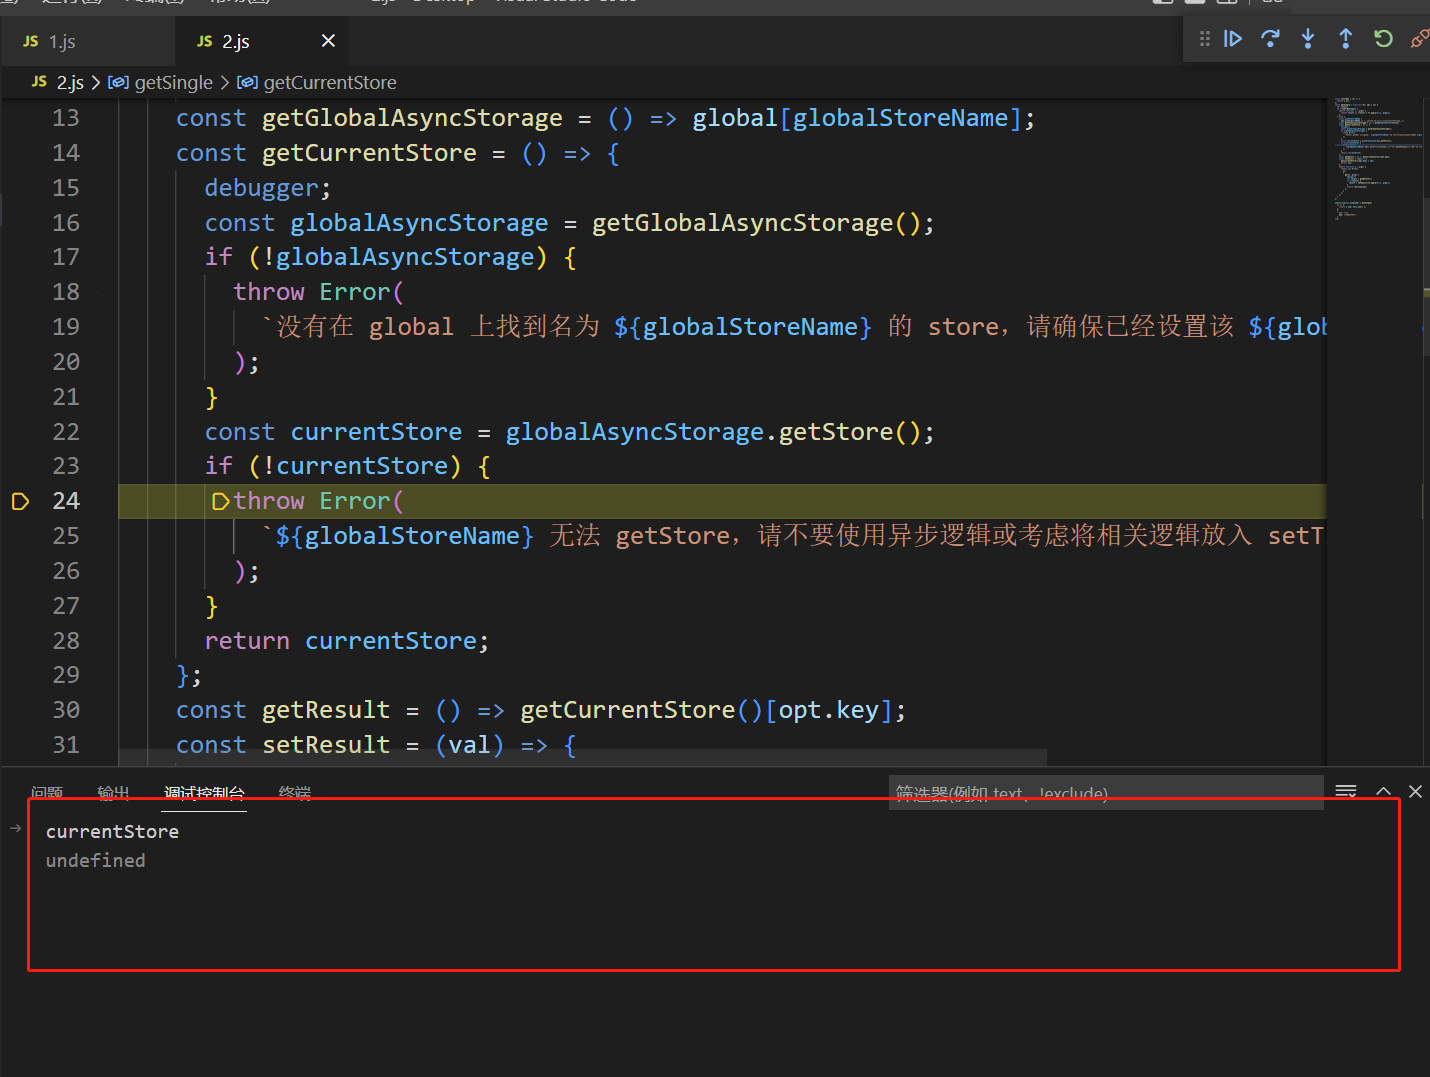 JS 1.js
JS 2.js
JS 2.js > getSingle > getCurrentStore
13 const getGlobalAsyncStorage = () => global[globalStoreName];
14 const getCurrentStore = () => {
15 debugger;
16 const globalAsyncStorage = getGlobalAsyncStorage();
17 if (!globalAsyncStorage) {
18 throw Error(
19 `没有在 global 上找到名为 ${globalStoreName} 的 store，请确保已经设置该 ${glob
20 );
21 }
22 const currentStore = globalAsyncStorage.getStore();
23 if (!currentStore) {
24 throw Error(
25 `${globalStoreName} 无法 getStore，请不要使用异步逻辑或考虑将相关逻辑放入 setT
26 );
27 }
28 return currentStore;
29 };
30 const getResult = () => getCurrentStore()[opt.key];
31 const setResult = (val) => {
问题 输出 调试控制台 终端 筛选器(例如 text、!exclude)
currentStore
undefined